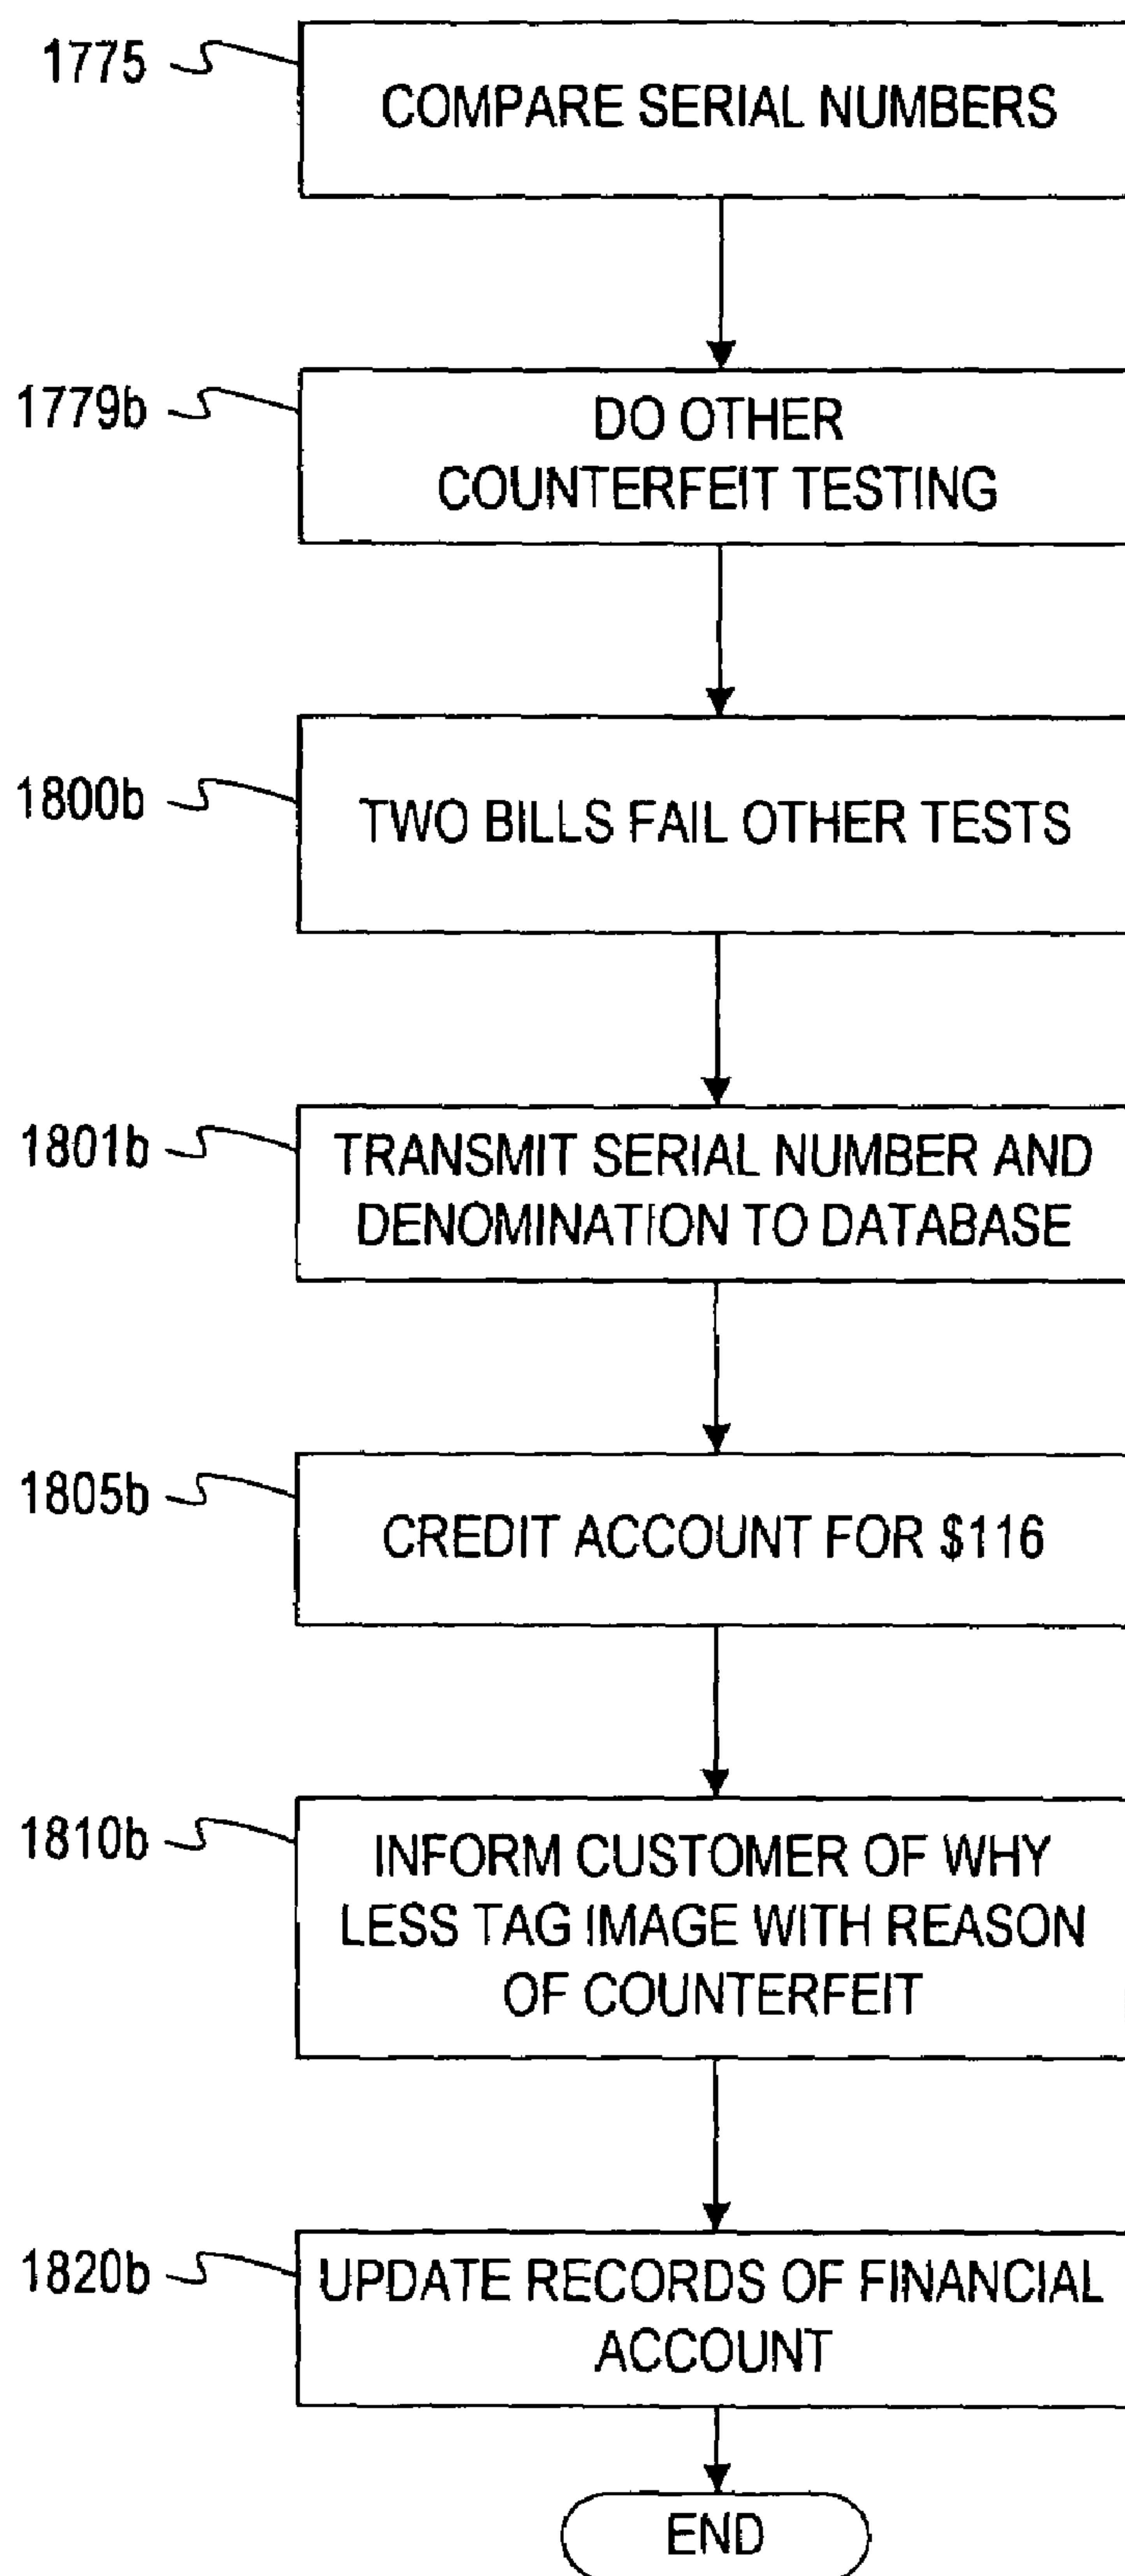 1775
COMPARE SERIAL NUMBERS
1779b
DO OTHER
COUNTERFEIT TESTING
1800b
TWO BILLS FAIL OTHER TESTS
1801b
TRANSMIT SERIAL NUMBER AND
DENOMINATION TO DATABASE
1805b
CREDIT ACCOUNT FOR $116
1810b
INFORM CUSTOMER OF WHY
LESS TAG IMAGE WITH REASON
OF COUNTERFEIT
1820b
UPDATE RECORDS OF FINANCIAL
ACCOUNT
END